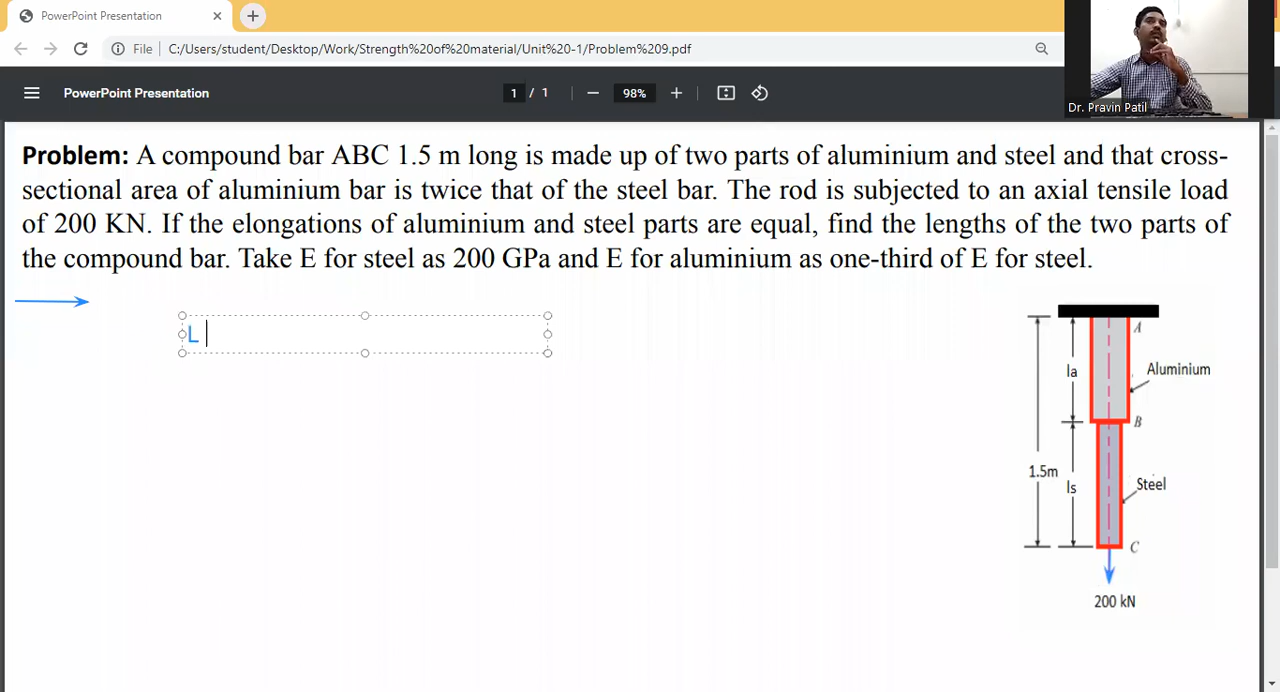 PowerPoint Presentation
File
C:/Users/student/Desktop/Work/Strength%20of%20material/Unit%20-1/Problem%209.pdf
PowerPoint Presentation
1 / 1
98%
Dr. Pravin Patil
Problem: A compound bar ABC 1.5 m long is made up of two parts of aluminium and steel and that cross-
sectional area of aluminium bar is twice that of the steel bar. The rod is subjected to an axial tensile load
of 200 KN. If the elongations of aluminium and steel parts are equal, find the lengths of the two parts of
the compound bar. Take E for steel as 200 GPa and E for aluminium as one-third of E for steel.
L
A
la
Aluminium
B
1.5m
ls
Steel
C
200 kN